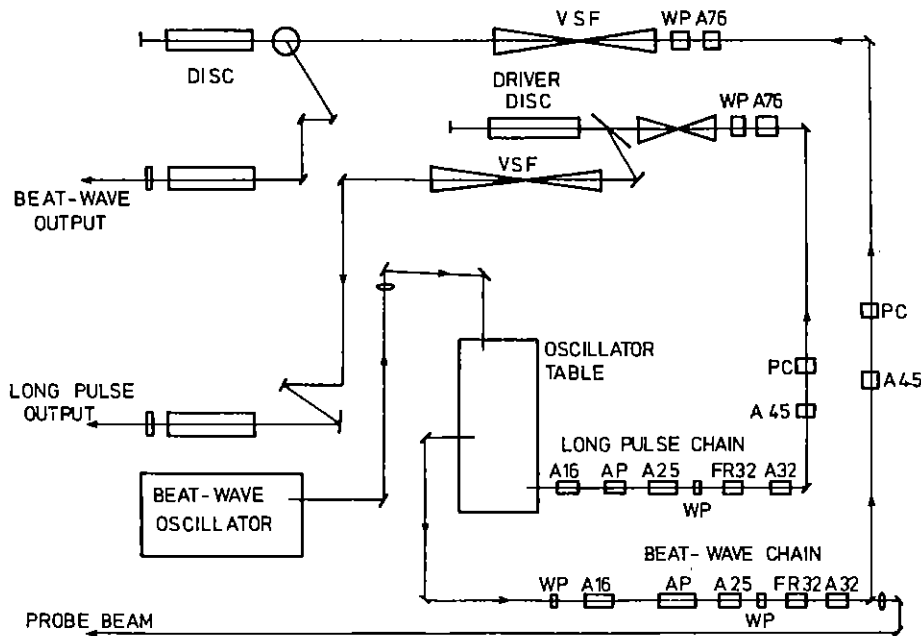 VSF
WP A76
DISC
DRIVER
DISC
WP A76
VSF
BEAT-WAVE
OUTPUT
PC
OSCILLATOR
TABLE
PC
A45
LONG PULSE
OUTPUT
A45
LONG PULSE CHAIN
A16 AP A25 FR32 A32
WP
BEAT-WAVE
OSCILLATOR
BEAT-WAVE CHAIN
WP A16 AP A25 FR32 A32
WP
PROBE BEAM